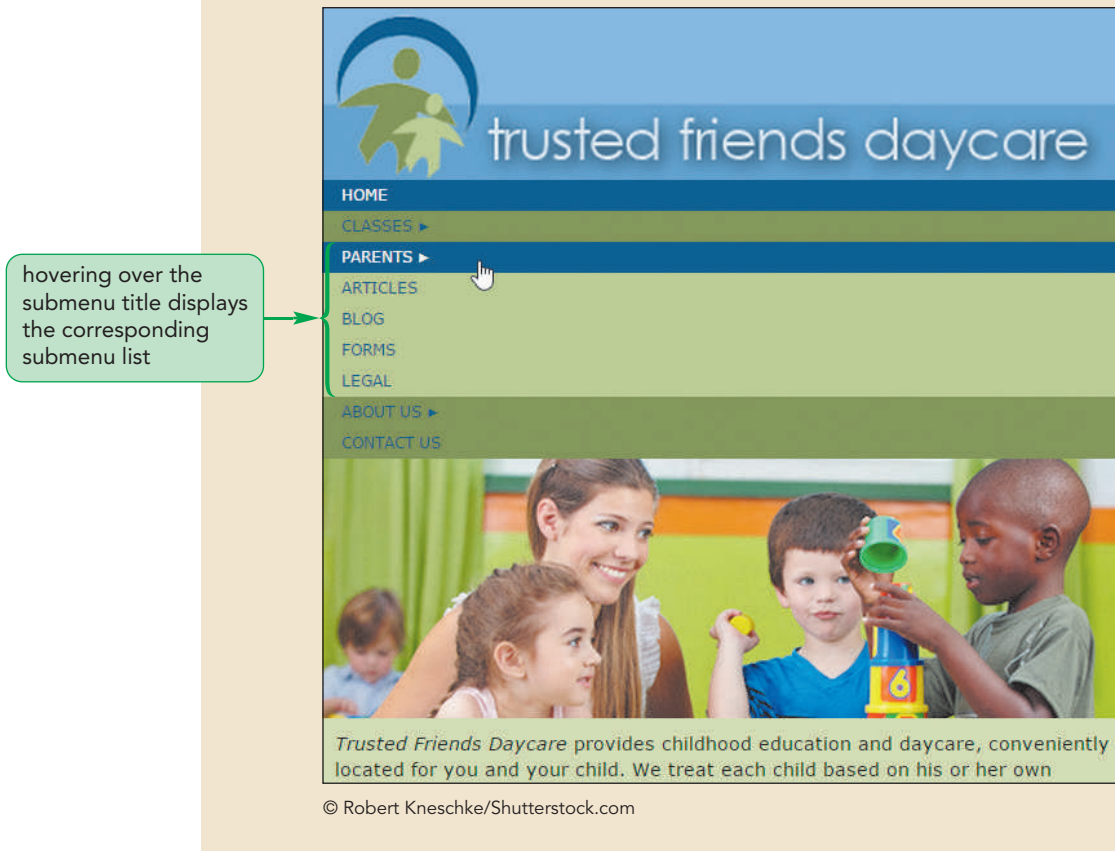 trusted friends daycare
HOME
CLASSES ►
PARENTS ►
ARTICLES
BLOG
FORMS
LEGAL
ABOUT US ►
CONTACT US
hovering over the
submenu title displays
the corresponding
submenu list
6
Trusted Friends Daycare provides childhood education and daycare, conveniently
located for you and your child. We treat each child based on his or her own
© Robert Kneschke/Shutterstock.com